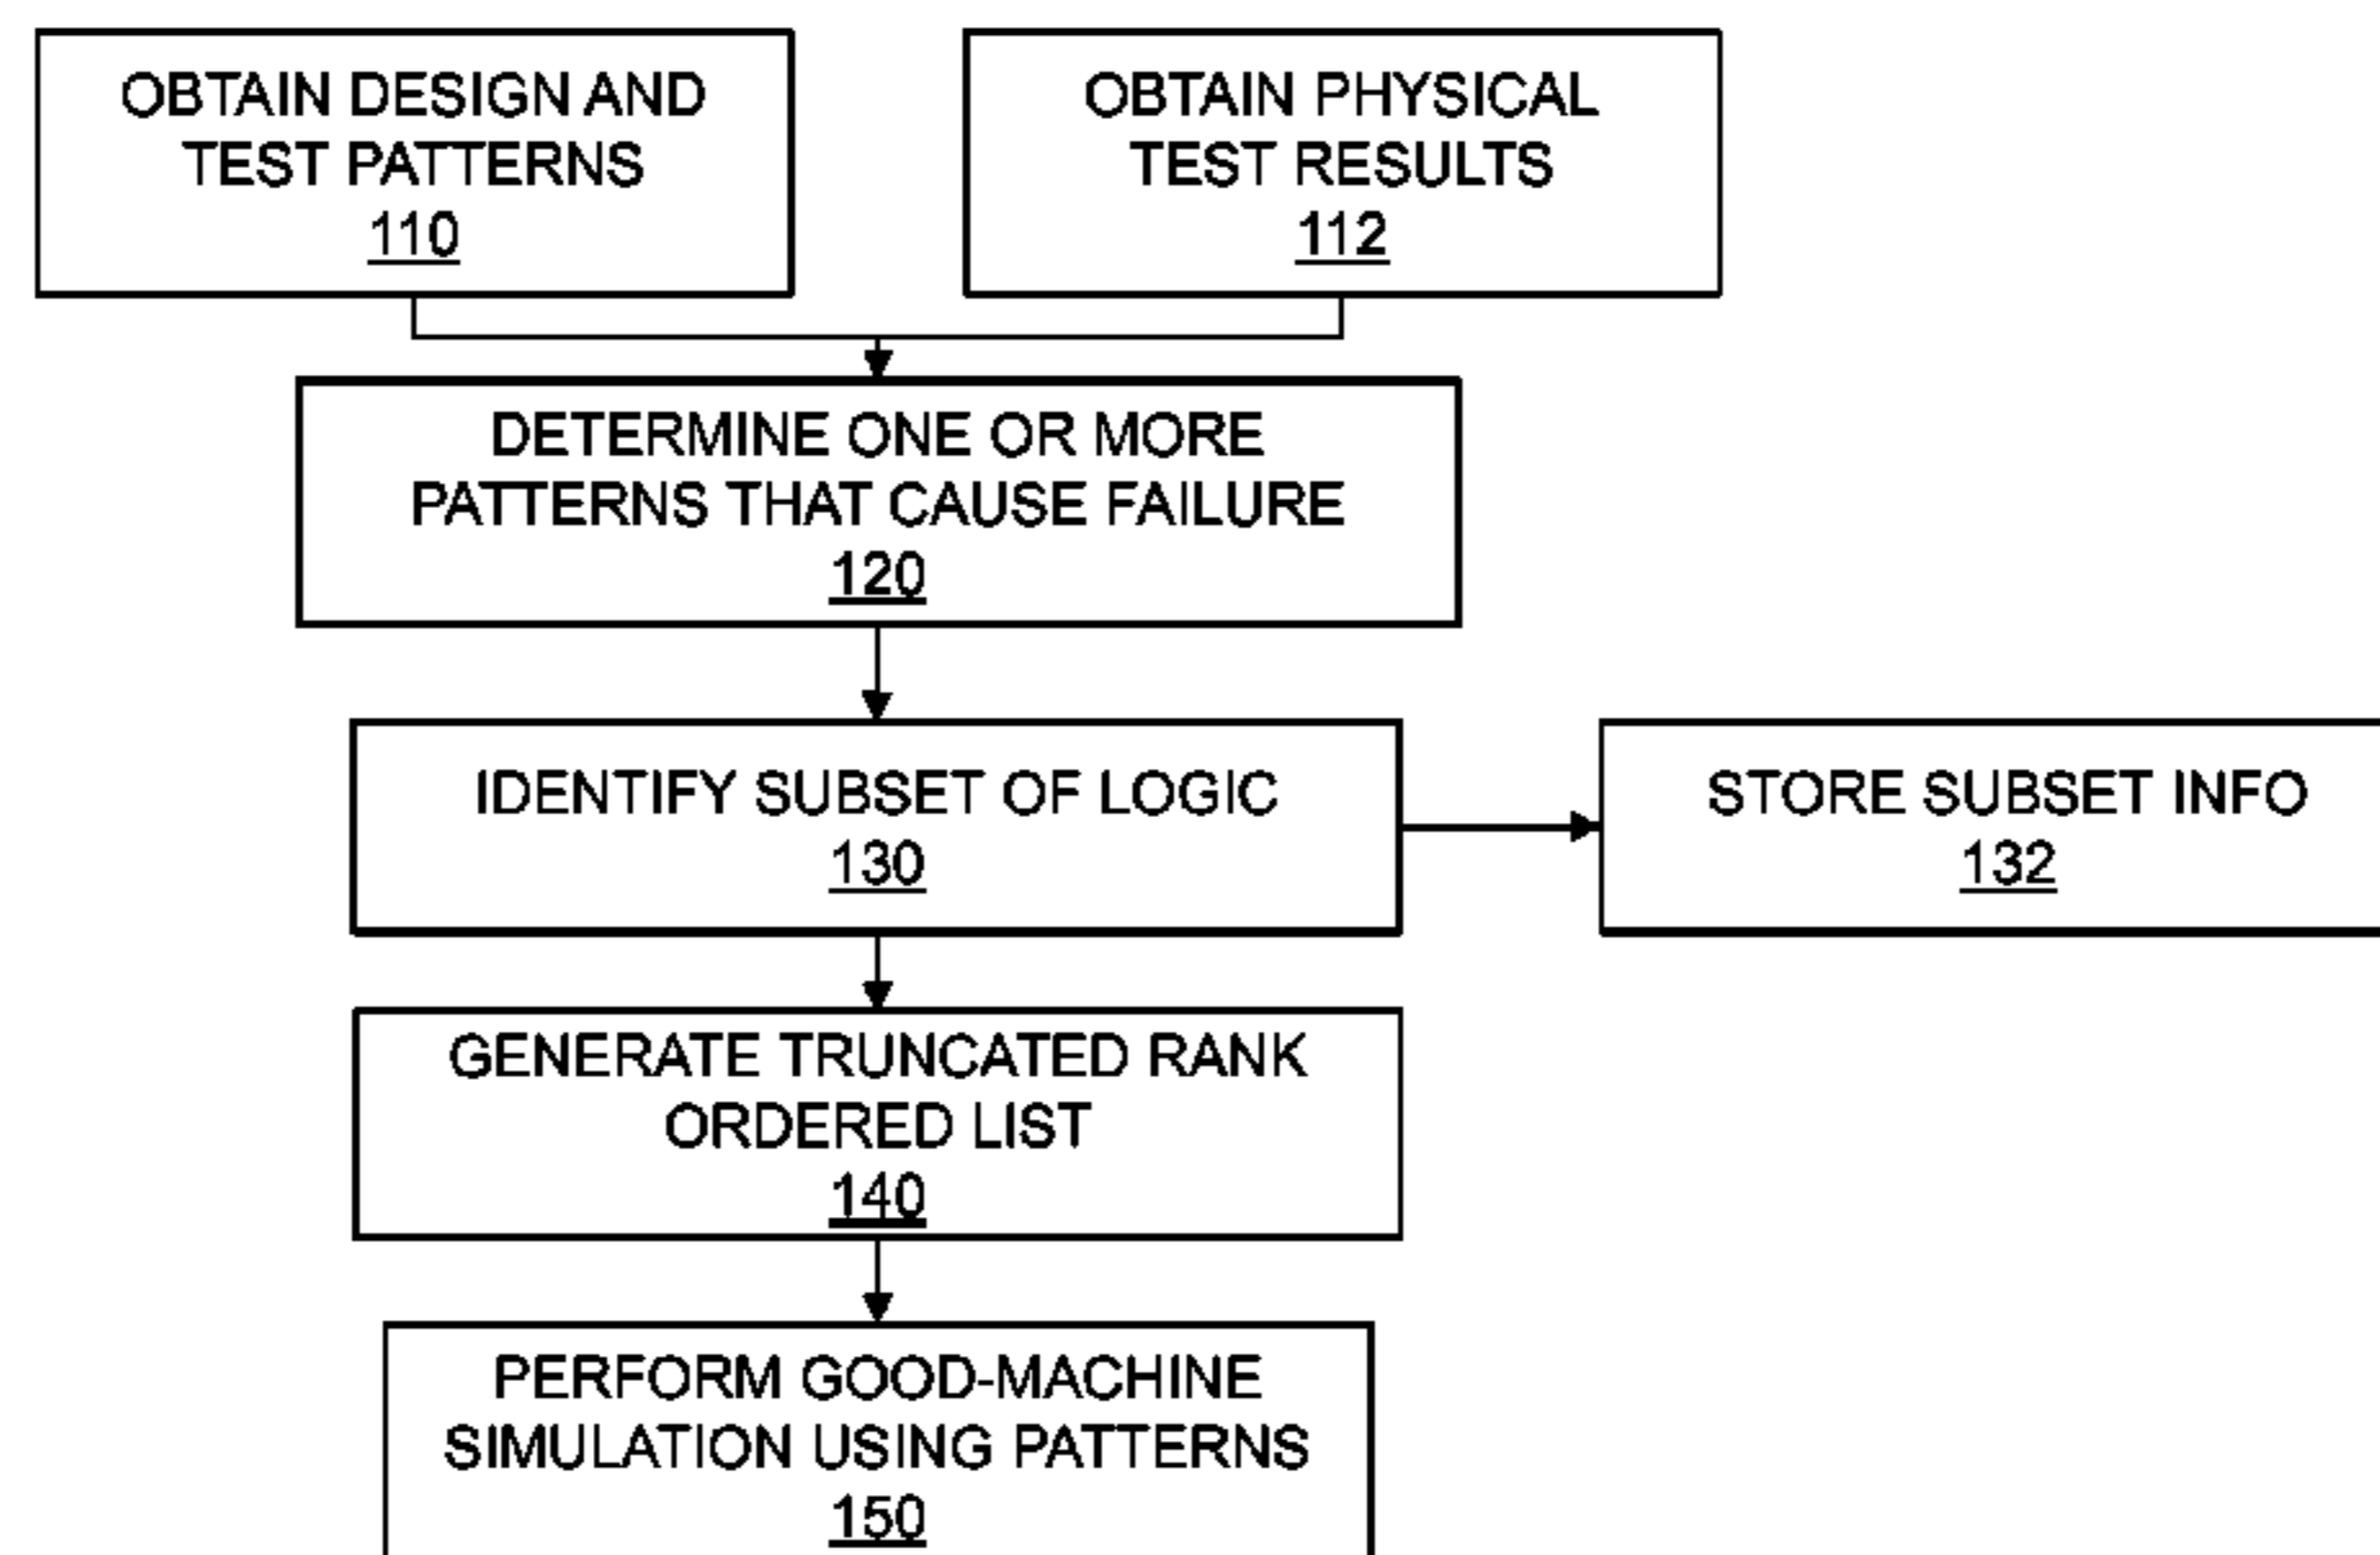 OBTAIN DESIGN AND
TEST PATTERNS
110
OBTAIN PHYSICAL
TEST RESULTS
112
DETERMINE ONE OR MORE
PATTERNS THAT CAUSE FAILURE
120
IDENTIFY SUBSET OF LOGIC
130
STORE SUBSET INFO
132
GENERATE TRUNCATED RANK
ORDERED LIST
140
PERFORM GOOD-MACHINE
SIMULATION USING PATTERNS
150